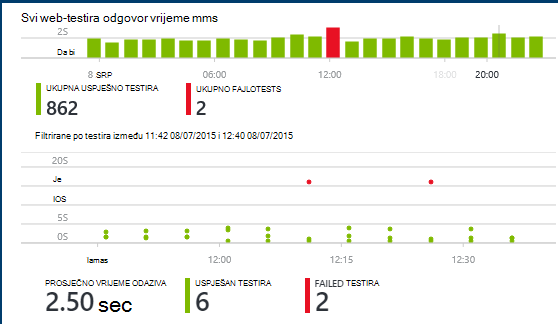 Svi web-testira odgovor vrijeme mms
2S
Da bi
8 SRP 06:00 12:00 18:00 20:00
UKUPNA USPJEŠNO TESTIRA UKUPNO FAJLOTESTS
862 2
Filtrirane po testira između 11:42 08/07/2015 i 12:40 08/07/2015
20S
Je
IOS
5S
0S
lamas 12:00 12:15 12:30
PROSJEČNO VRIJEME ODAZIVA USPJEŠAN TESTIRA FAILED TESTIRA
2.50 sec 6 2